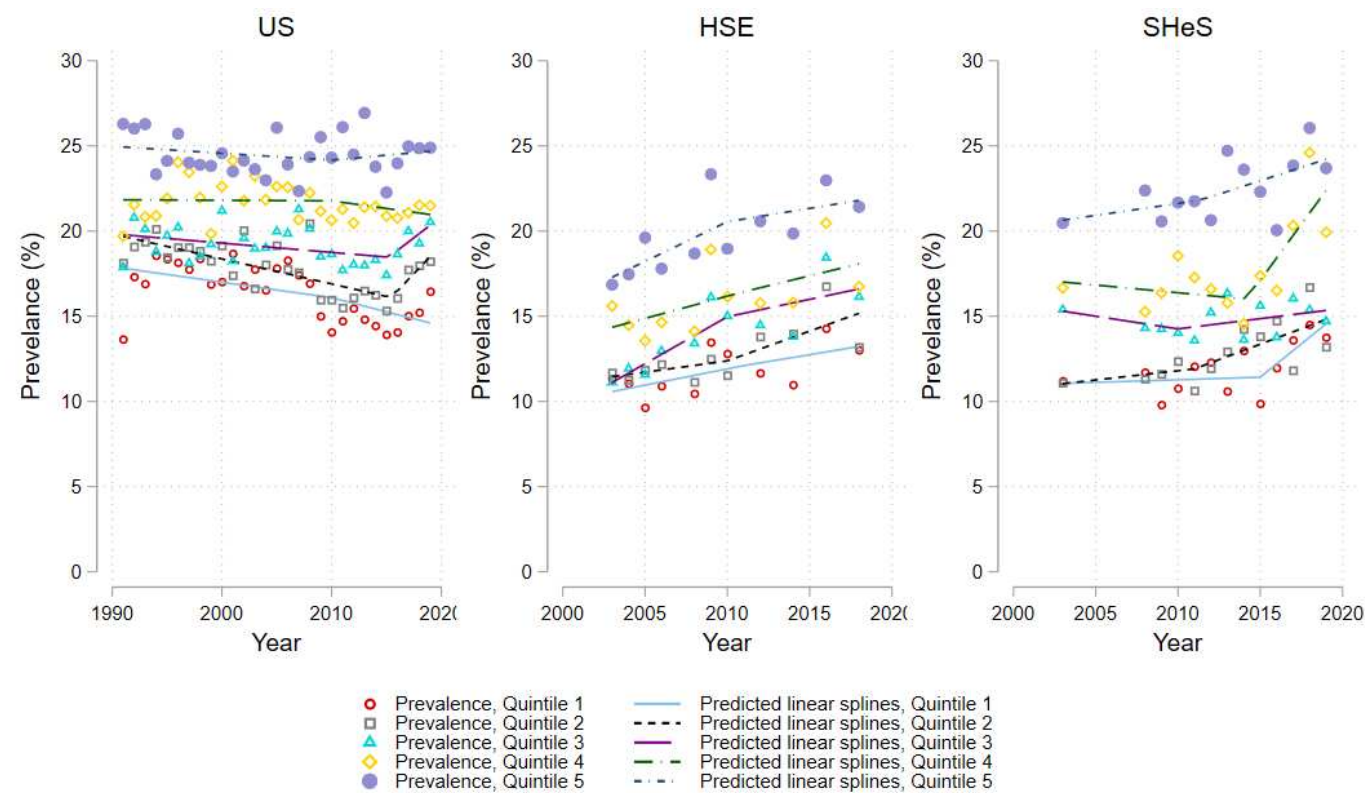 US
HSE
SHeS
30
25
20
15
10
5
0
Prevelance (%)
1990
2000
2010
2020
Year
30
25
20
15
10
5
0
Prevelance (%)
2000
2005
2010
2015
2020
Year
30
25
20
15
10
5
0
Prevelance (%)
2000
2005
2010
2015
2020
Year
Prevalence, Quintile 1
Predicted linear splines, Quintile 1
Prevalence, Quintile 2
Predicted linear splines, Quintile 2
Prevalence, Quintile 3
Predicted linear splines, Quintile 3
Prevalence, Quintile 4
Predicted linear splines, Quintile 4
Prevalence, Quintile 5
Predicted linear splines, Quintile 5